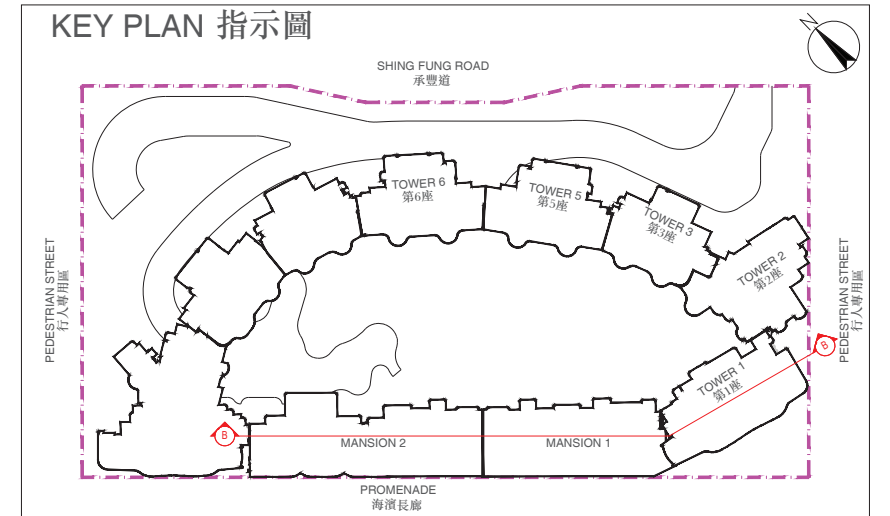 KEY PLAN 指示圖
N
SHING FUNG ROAD
承豐道
TOWER 6
第6座
TOWER 5
第5座
TOWER 3
第3座
TOWER 2
第2座
PEDESTRIAN STREET
行人專用區
PEDESTRIAN STREET
行人專用區
B
TOWER 1
第1座
B
MANSION 2
MANSION 1
PROMENADE
海濱長廊